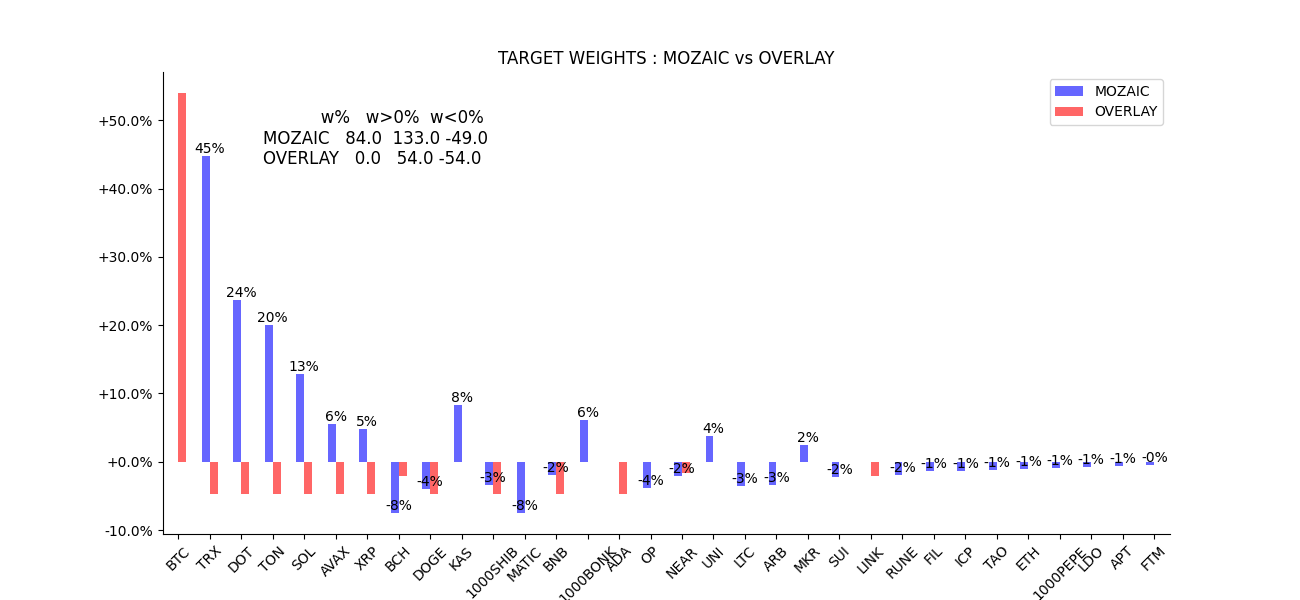 TARGET WEIGHTS : MOZAIC vs OVERLAY
MOZAIC
OVERLAY
w% w>0% w<0%
MOZAIC 84.0 133.0 -49.0
OVERLAY 0.0 54.0 -54.0
+50.0%
+40.0%
+30.0%
+20.0%
+10.0%
+0.0%
-10.0%
45%
24%
20%
13%
6%
5%
-8%
-4%
8%
-3%
-8%
-2%
6%
-4%
-2%
4%
-3%
-3%
2%
-2%
-2%
-1%
-1%
-1%
-1%
-1%
-1%
-1%
-0%
BTC
TRX
DOT
TON
SOL
AVAX
XRP
BCH
DOGE
KAS
1000SHIB
MATIC
BNB
1000BONK
ADA
OP
NEAR
UNI
LTC
ARB
MKR
SUI
LINK
RUNE
FIL
ICP
TAO
ETH
1000PEPE
LDO
APT
FTM